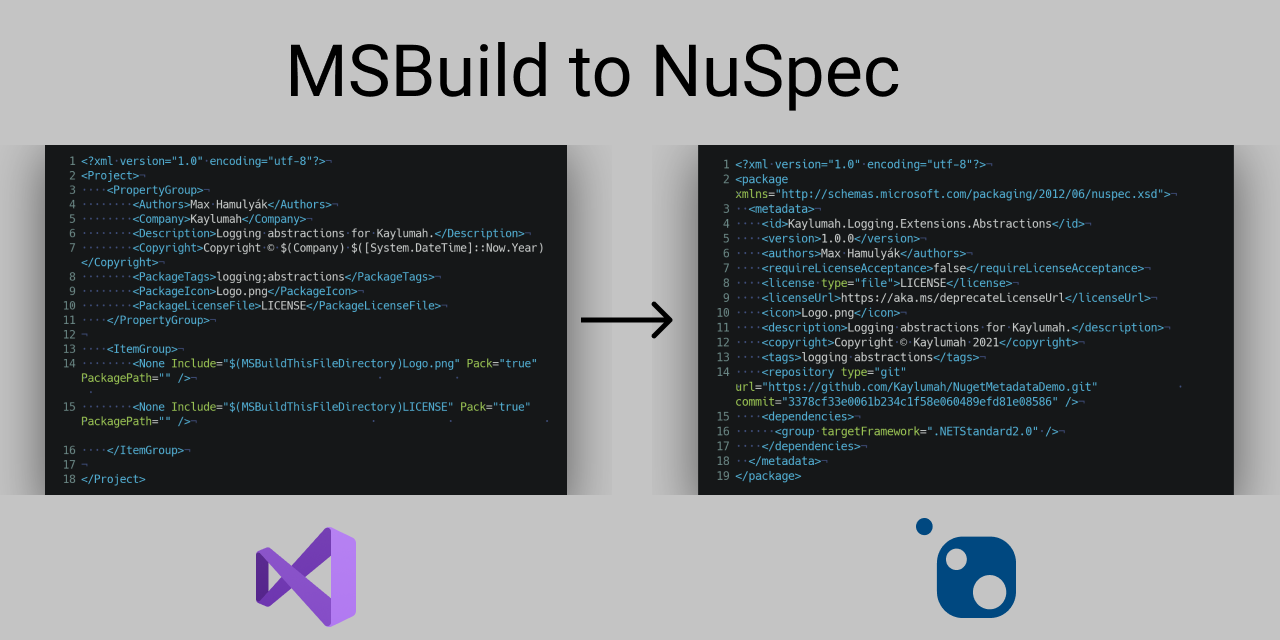 MSBuild to NuSpec
1 <?xml version="1.0" encoding="utf-8"?>
2 <Project>
3 <PropertyGroup>
4 <Authors>Max Hamulyák</Authors>
5 <Company>Kaylumah</Company>
6 <Description>Logging abstractions for Kaylumah.</Description>
7 <Copyright>Copyright © $(Company) $([System.DateTime]::Now.Year)
</Copyright>
8 <PackageTags>logging;abstractions</PackageTags>
9 <PackageIcon>Logo.png</PackageIcon>
10 <PackageLicenseFile>LICENSE</PackageLicenseFile>
11 </PropertyGroup>
12
13 <ItemGroup>
14 <None Include="$(MSBuildThisFileDirectory)Logo.png" Pack="true"
PackagePath="" />
15 <None Include="$(MSBuildThisFileDirectory)LICENSE" Pack="true"
PackagePath="" />
16 </ItemGroup>
17
18 </Project>
1 <?xml version="1.0" encoding="utf-8"?>
2 <package
xmlns="http://schemas.microsoft.com/packaging/2012/06/nuspec.xsd">
3 <metadata>
4 <id>Kaylumah.Logging.Extensions.Abstractions</id>
5 <version>1.0.0</version>
6 <authors>Max Hamulyák</authors>
7 <requireLicenseAcceptance>false</requireLicenseAcceptance>
8 <license type="file">LICENSE</license>
9 <licenseUrl>https://aka.ms/deprecateLicenseUrl</licenseUrl>
10 <icon>Logo.png</icon>
11 <description>Logging abstractions for Kaylumah.</description>
12 <copyright>Copyright © Kaylumah 2021</copyright>
13 <tags>logging abstractions</tags>
14 <repository type="git"
url="https://github.com/Kaylumah/NugetMetadataDemo.git"
commit="3378cf33e0061b234c1f58e060489efd81e08586" />
15 <dependencies>
16 <group targetFramework=".NETStandard2.0" />
17 </dependencies>
18 </metadata>
19 </package>